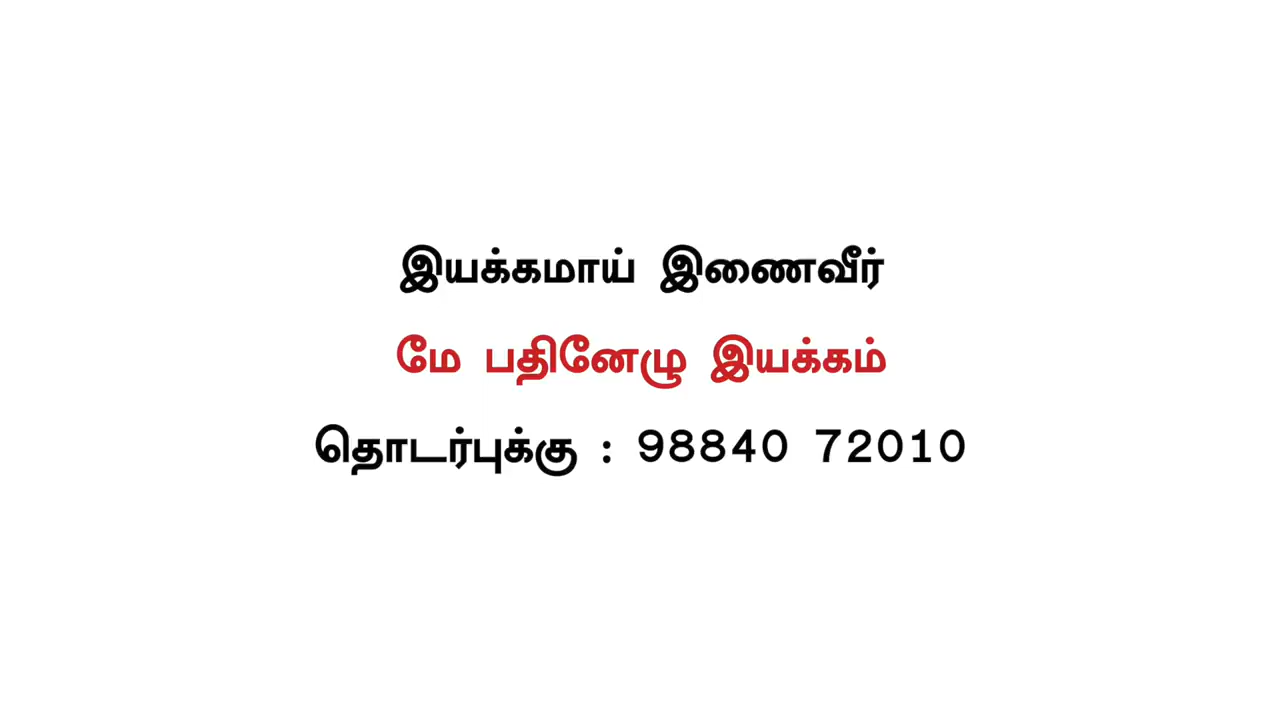 இயக்கமாய் இணைவீர்
மே பதினேழு இயக்கம்
தொடர்புக்கு : 98840 72010